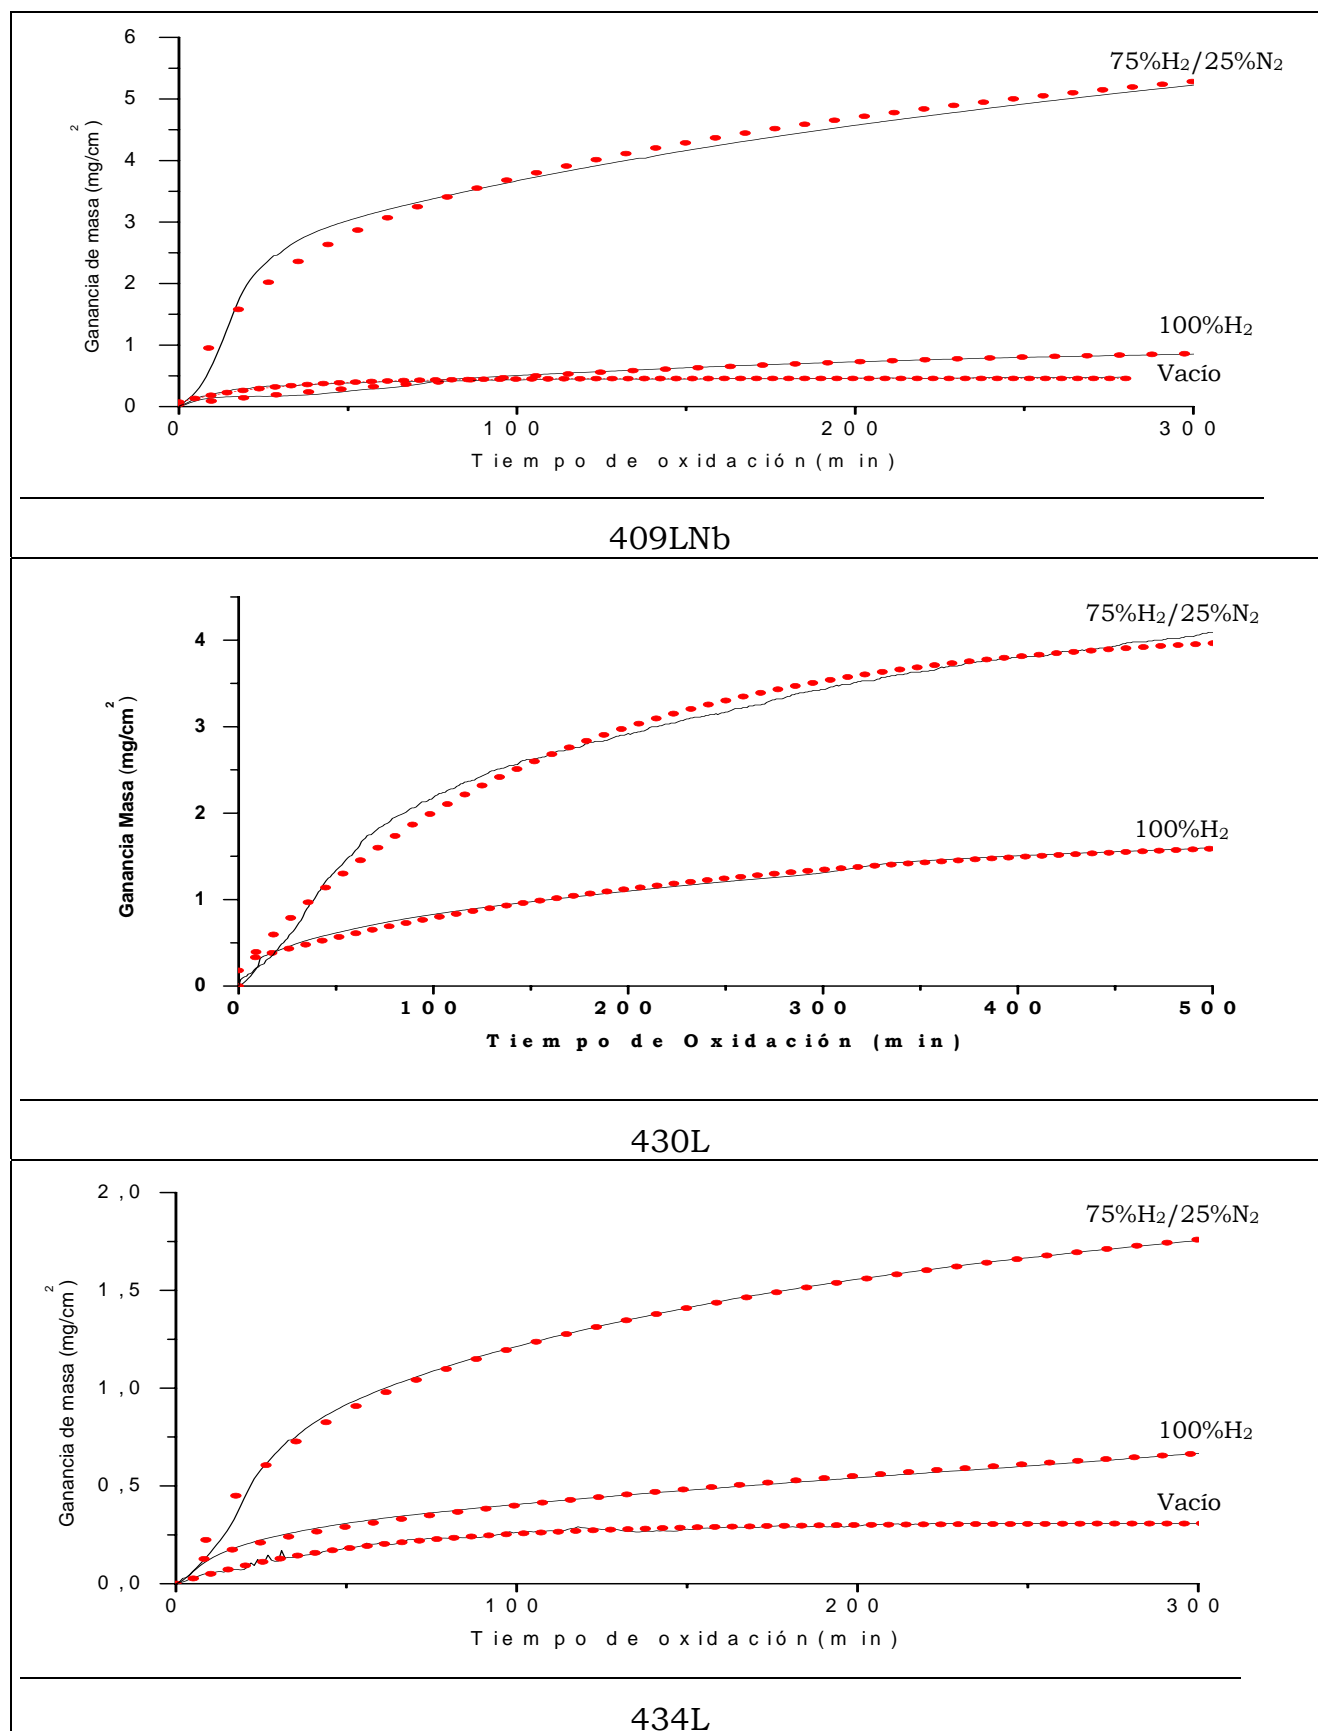 6
75%H₂/25%N₂
5
4
3
2
100%H₂
1
Vacío
0
0 100 200 300
Ganancia de masa (mg/cm²)
Tiempo de oxidación(min)
409LNb
75%H₂/25%N₂
4
3
2
100%H₂
1
0
0 100 200 300 400 500
Ganancia Masa (mg/cm²)
Tiempo de Oxidación (min)
430L
2,0
75%H₂/25%N₂
1,5
1,0
100%H₂
0,5
Vacío
0,0
0 100 200 300
Ganancia de masa (mg/cm²)
Tiempo de oxidación(min)
434L